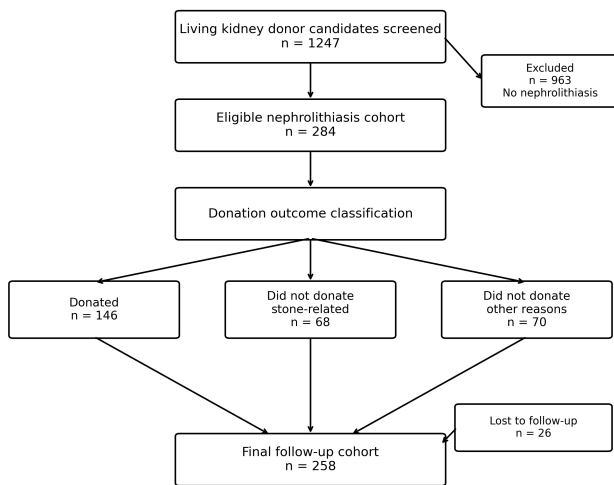 Living kidney donor candidates screened
n = 1247
Excluded
n = 963
No nephrolithiasis
Eligible nephrolithiasis cohort
n = 284
Donation outcome classification
Donated
n = 146
Did not donate
stone-related
n = 68
Did not donate
other reasons
n = 70
Lost to follow-up
n = 26
Final follow-up cohort
n = 258